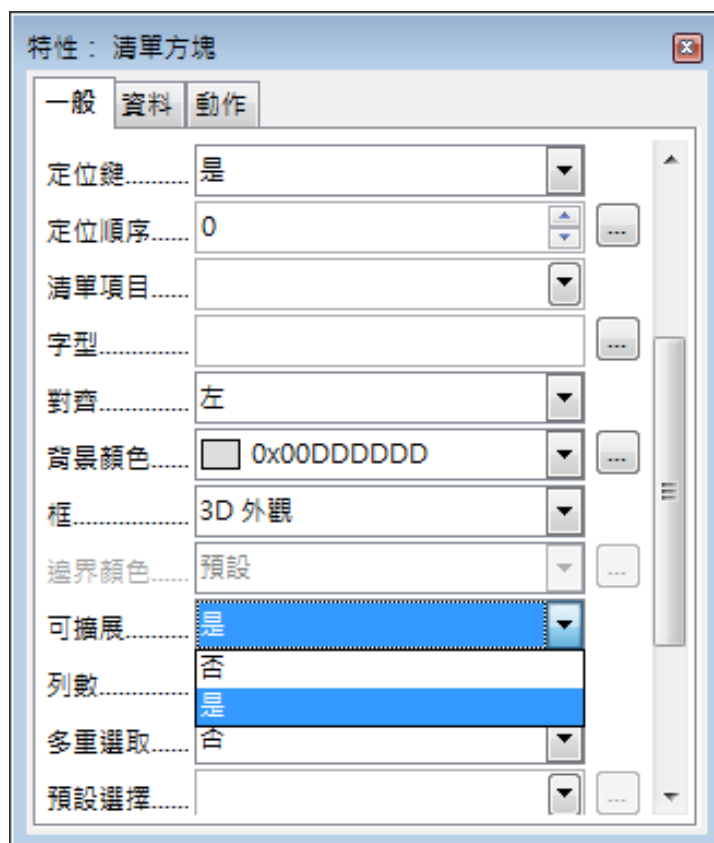 特性： 清單方塊
一般 資料 動作
定位鍵.......... 是
定位順序...... 0 ...
清單項目......
字型.............. ...
對齊.............. 左
背景顏色...... 0x00DDDDDD ...
框.................. 3D 外觀
邊界顏色...... 預設 ...
可擴展.......... 是
否
列數..............
是
多重選取...... 否
預設選擇...... ...